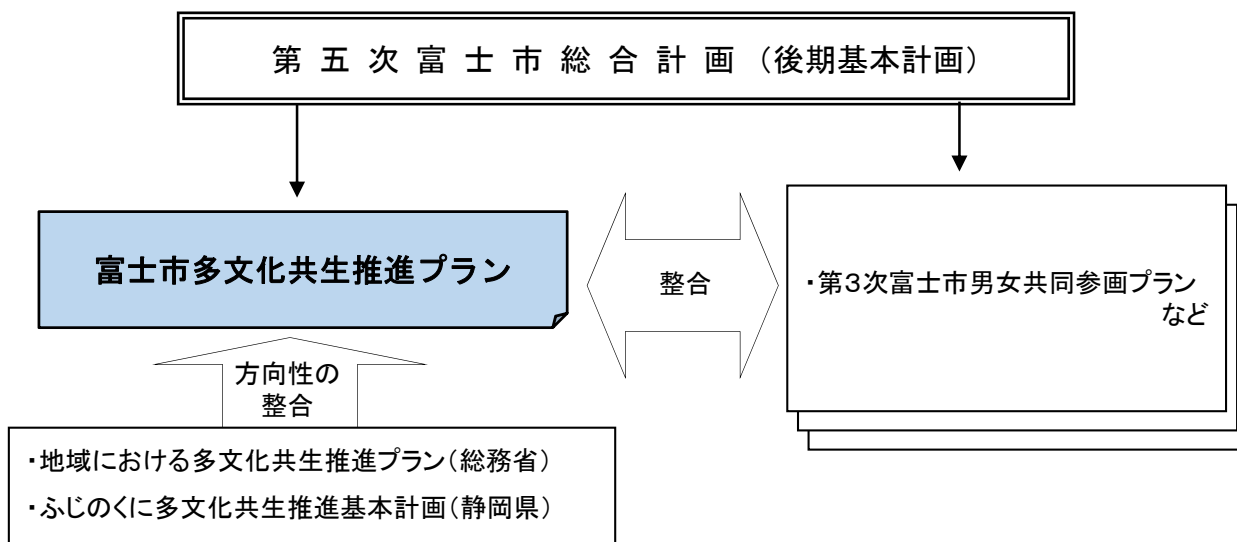 第五次富士市総合計画（後期基本計画）
富士市多文化共生推進プラン
整合
・第３次富士市男女共同参画プラン
など
方向性の
整合
・地域における多文化共生推進プラン（総務省）
・ふじのくに多文化共生推進基本計画（静岡県）